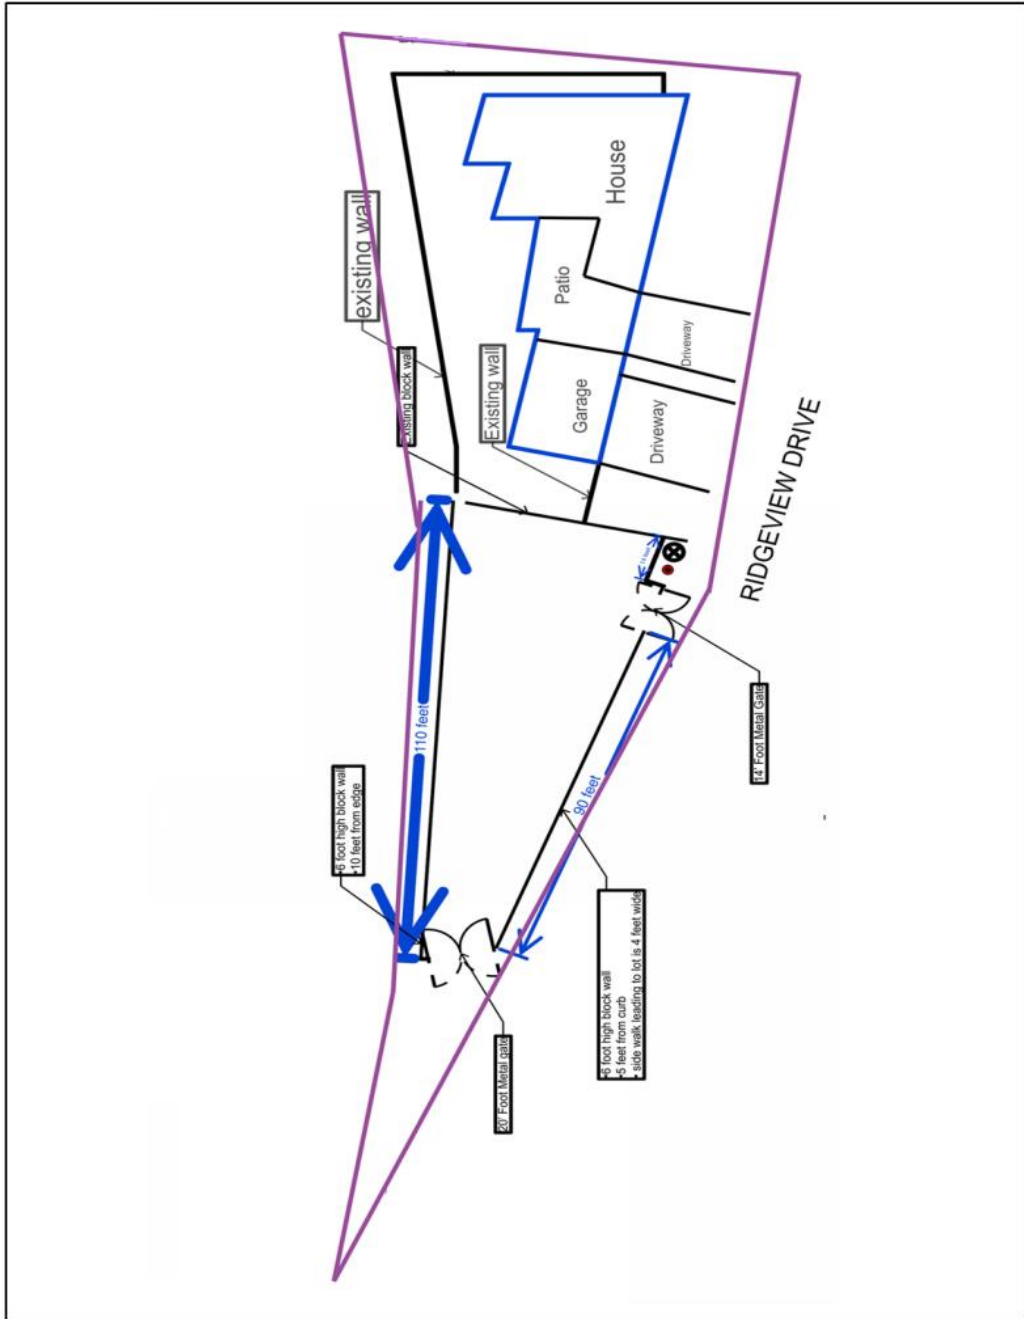 House
existing wall
Patio
Driveway
Existing block wall
Existing wall
Garage
Driveway
RIDGEVIEW DRIVE
14 feet
110 feet
14' Foot Metal Gate
•6 foot high block wall
•10 feet from edge
90 feet
•6 foot high block wall
•5 feet from curb
• side walk leading to lot is 4 feet wide
20' Foot Metal gate